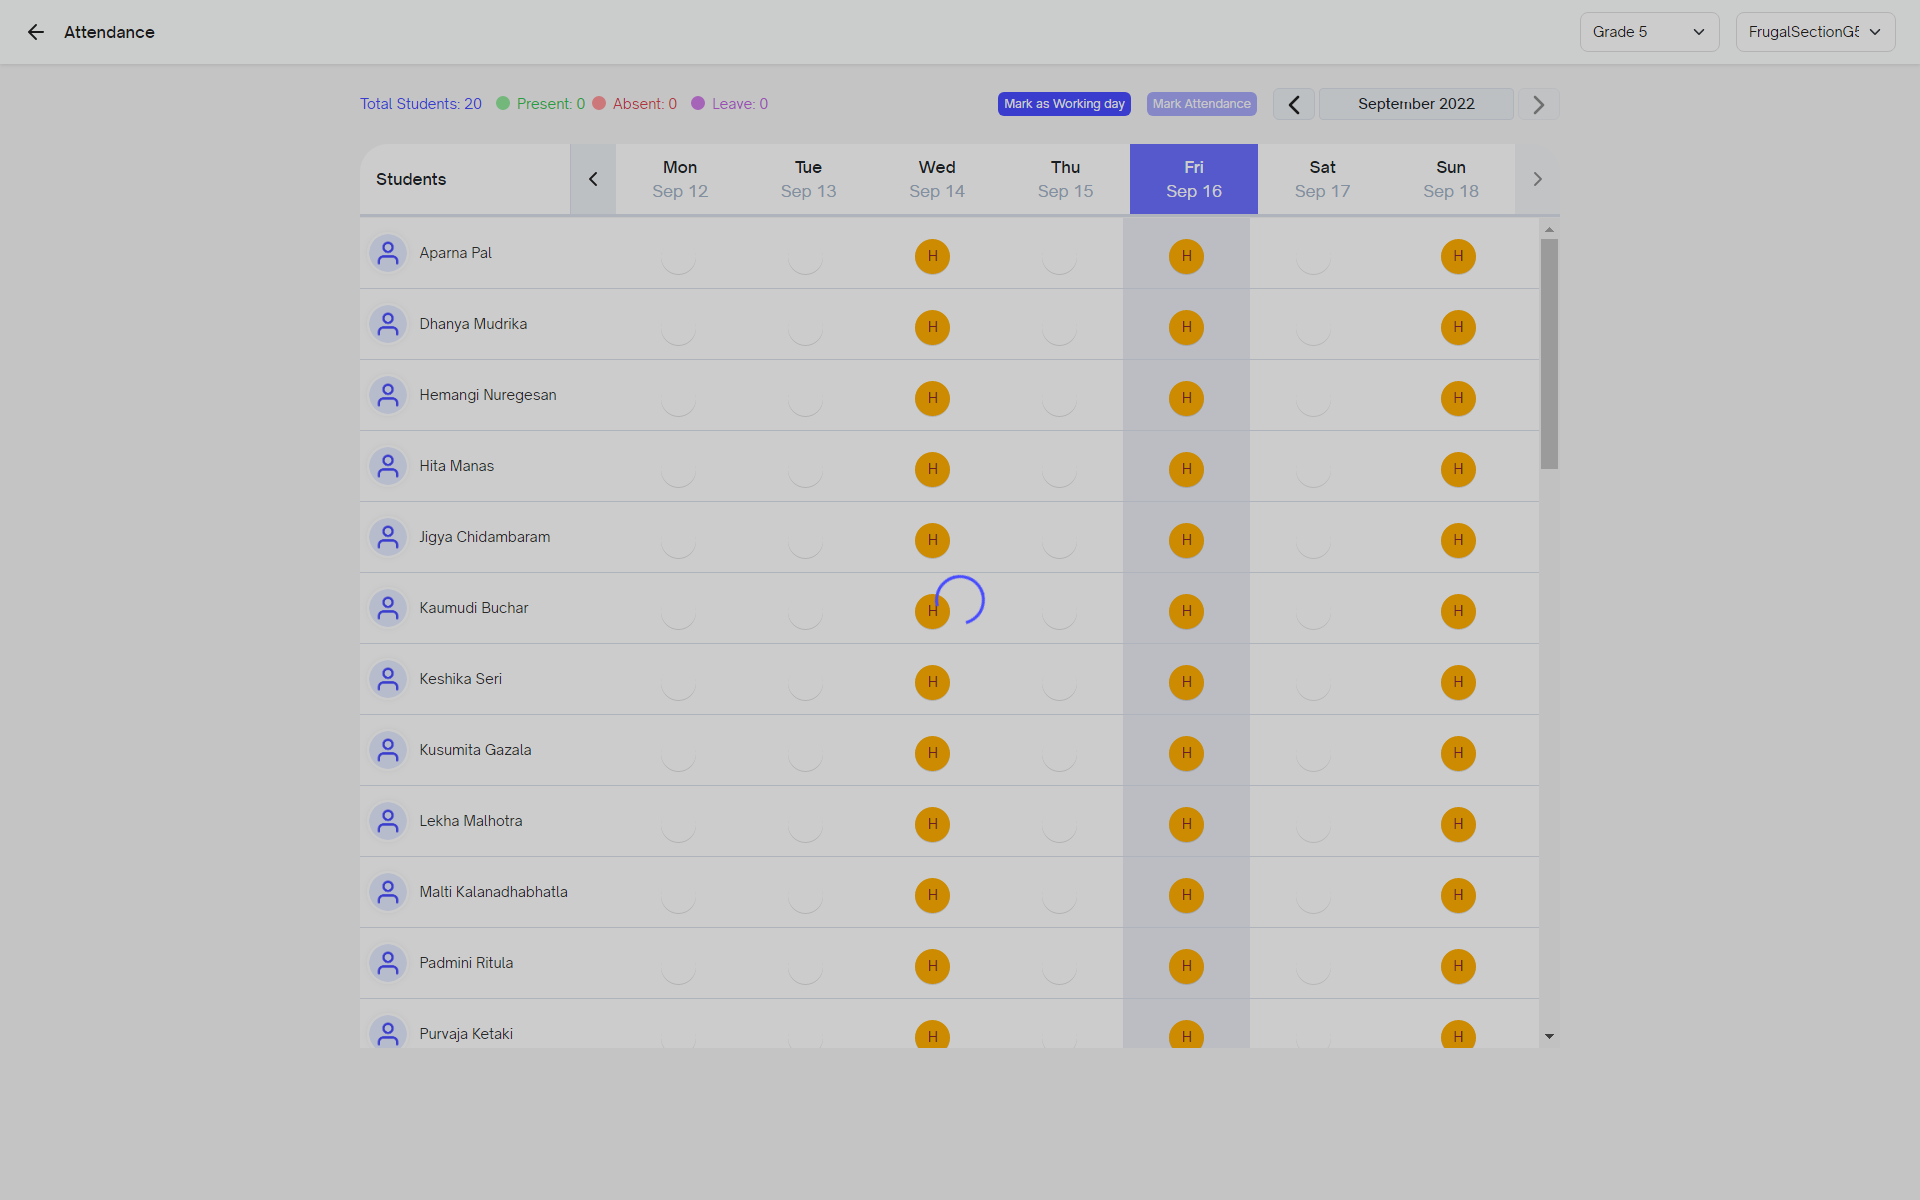 Attendance
Grade 5
FrugalSectionG5
Total Students: 20 Present: 0 Absent: 0 Leave: 0
Mark as Working day
Mark Attendance
September 2022
Students
Mon Tue Wed Thu Fri Sat Sun
Sep 12 Sep 13 Sep 14 Sep 15 Sep 16 Sep 17 Sep 18
Aparna Pal H H H
Dhanya Mudrika H H H
Hemangi Nuregesan H H H
Hita Manas H H H
Jigya Chidambaram H H H
Kaumudi Buchar H H H
Keshika Seri H H H
Kusumita Gazala H H H
Lekha Malhotra H H H
Malti Kalanadhabhatla H H H
Padmini Ritula H H H
Purvaja Ketaki H H H